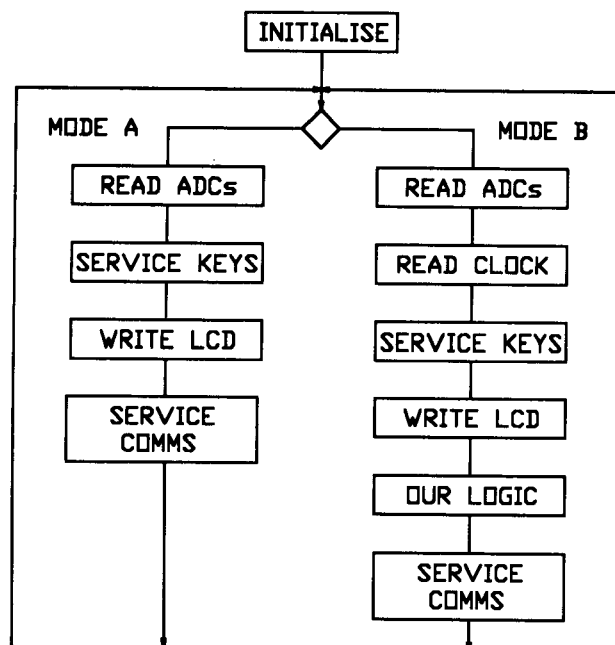 INITIALISE
MODE A
READ ADCs
SERVICE KEYS
WRITE LCD
SERVICE
COMMS
MODE B
READ ADCs
READ CLOCK
SERVICE KEYS
WRITE LCD
OUR LOGIC
SERVICE
COMMS